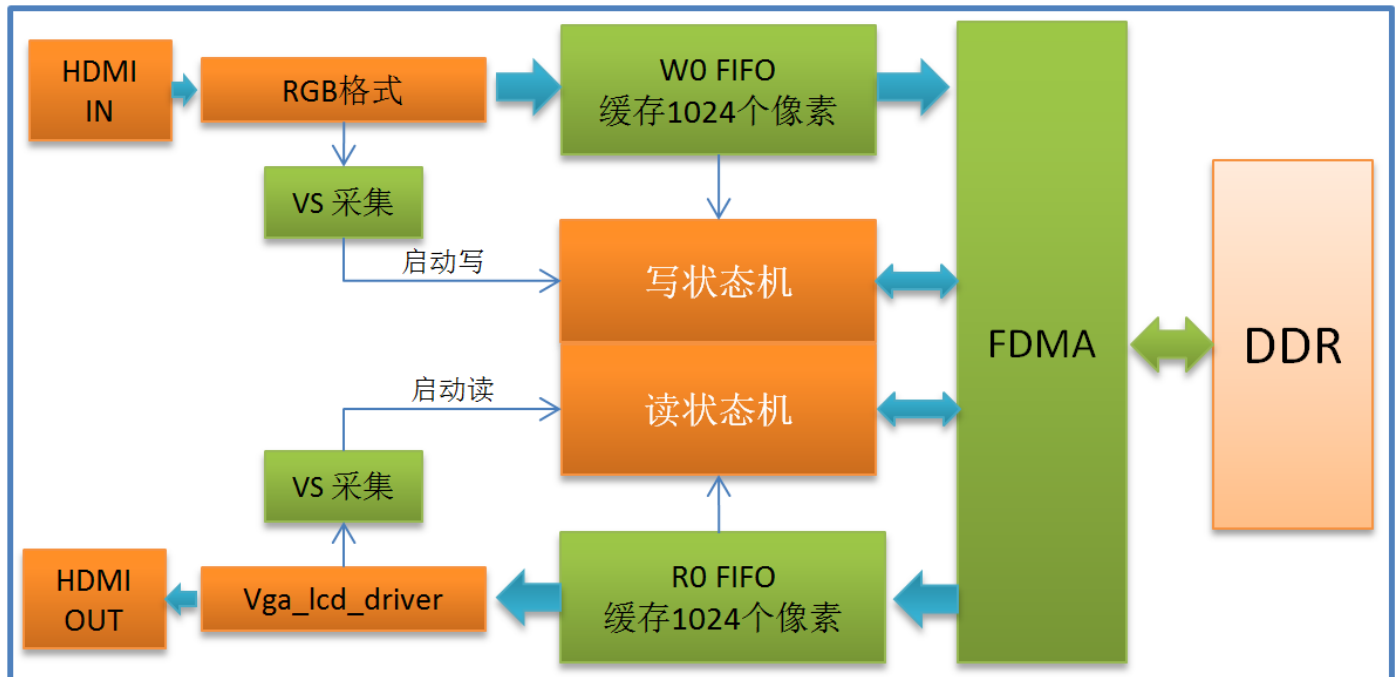 HDMI
IN
RGB格式
W0 FIFO
缓存1024个像素
VS 采集
启动写
写状态机
FDMA
DDR
启动读
读状态机
VS 采集
HDMI
OUT
Vga_lcd_driver
R0 FIFO
缓存1024个像素